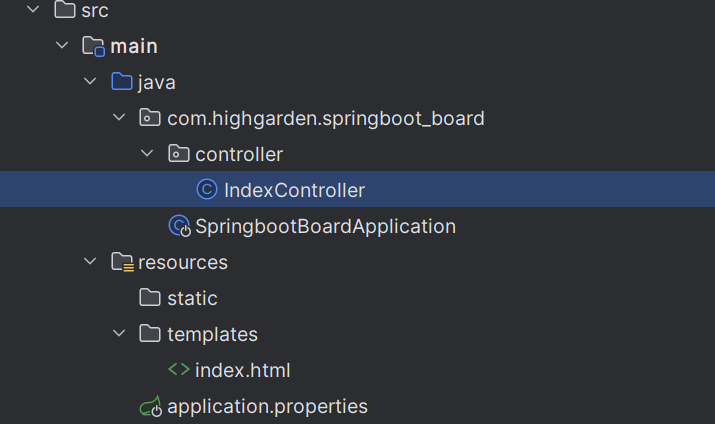 src
main
java
com.highgarden.springboot_board
controller
IndexController
SpringbootBoardApplication
resources
static
templates
index.html
application.properties